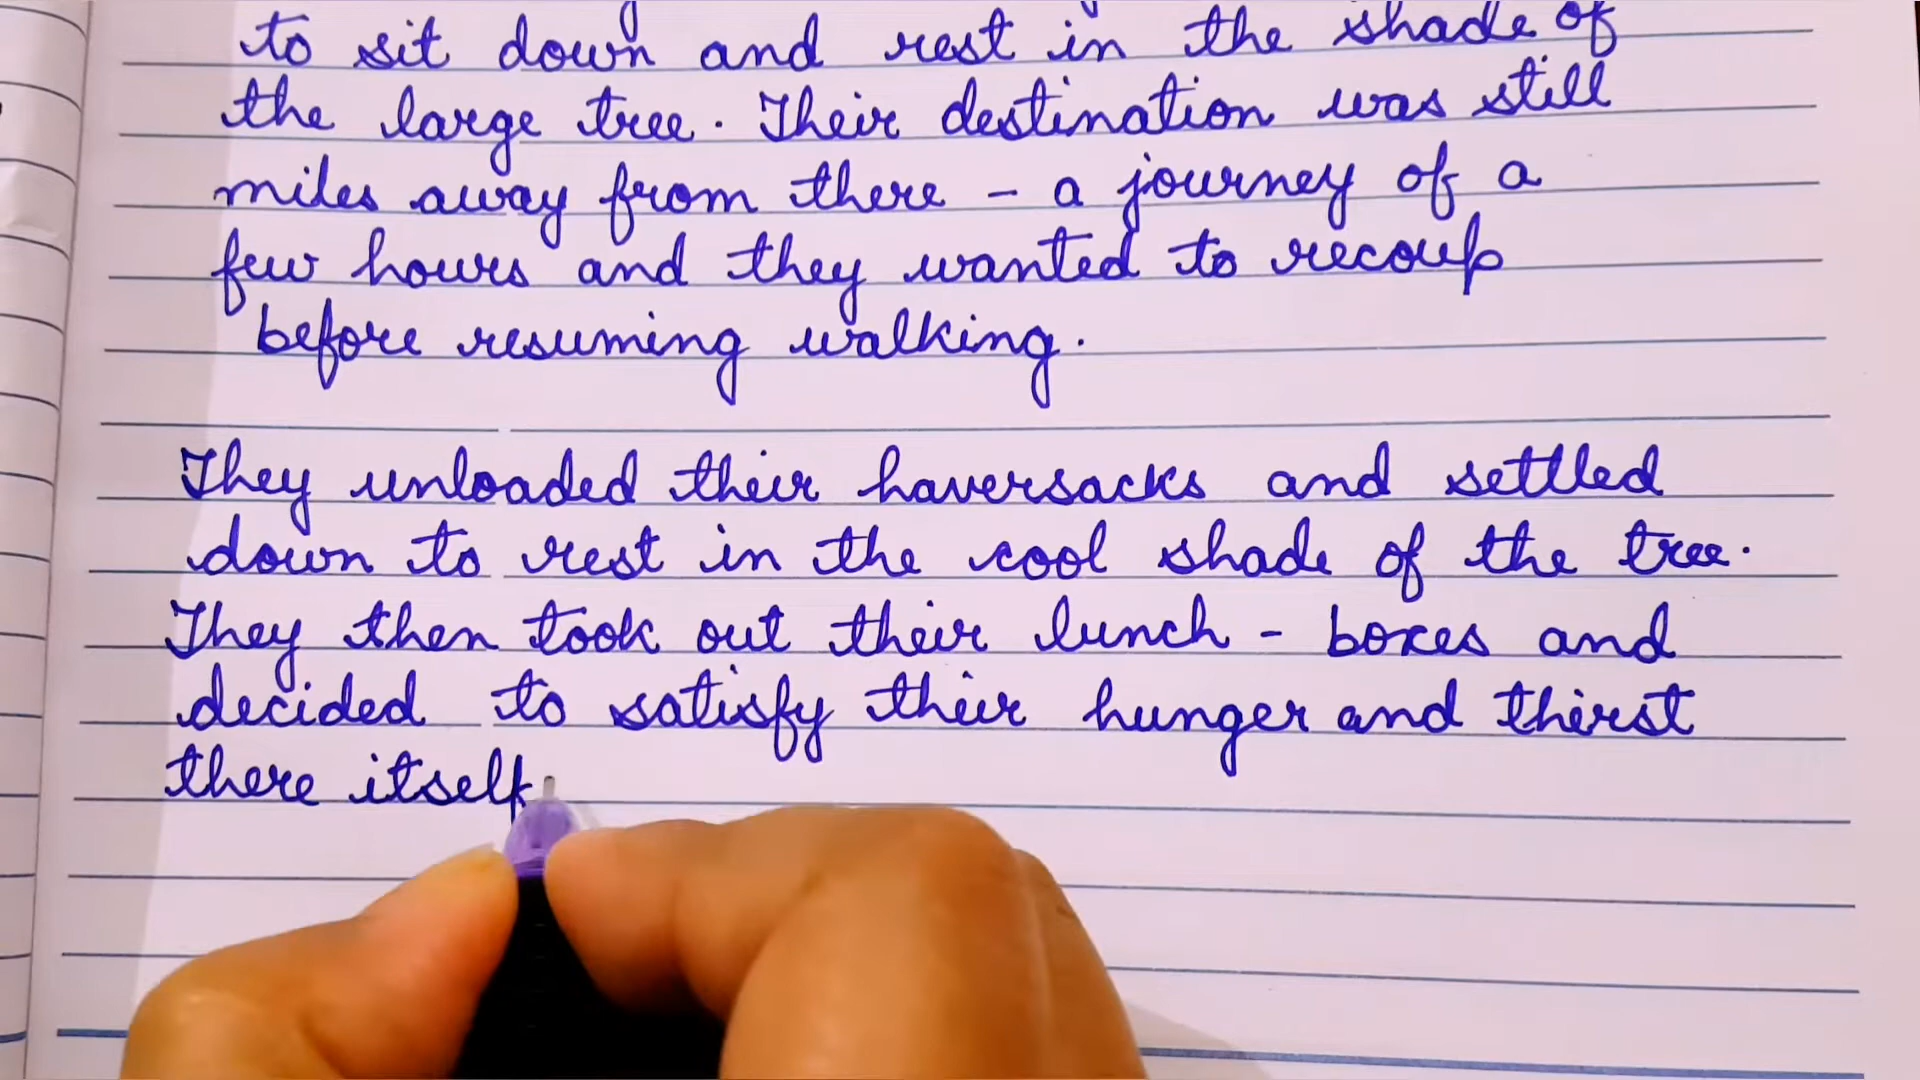 to sit down and rest in the shade of
the large tree. Their destination was still
miles away from there - a journey of a
few hours and they wanted to recoup
before resuming walking.
They unloaded their haversacks and settled
down to rest in the cool shade of the tree.
They then took out their lunch - boxes and
decided to satisfy their hunger and thirst
there itself